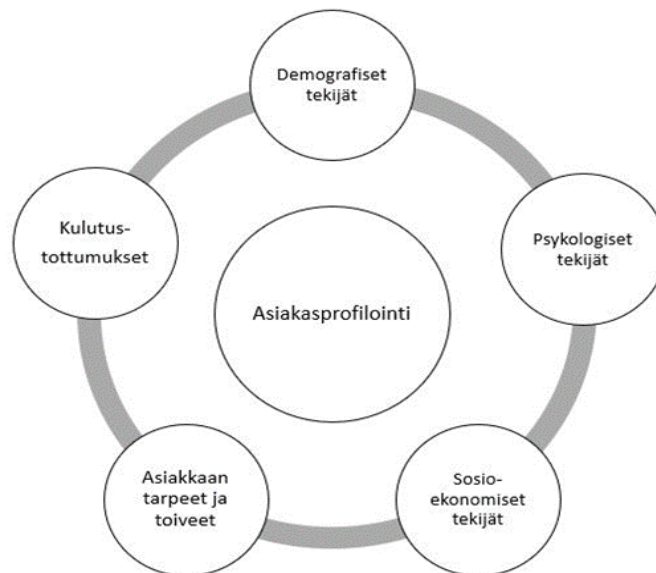 Demografiset
tekijät
Psykologiset
tekijät
Sosio-
ekonomiset
tekijät
Asiakkaan
tarpeet ja
toiveet
Kulutus-
tottumukset
Asiakasprofilointi